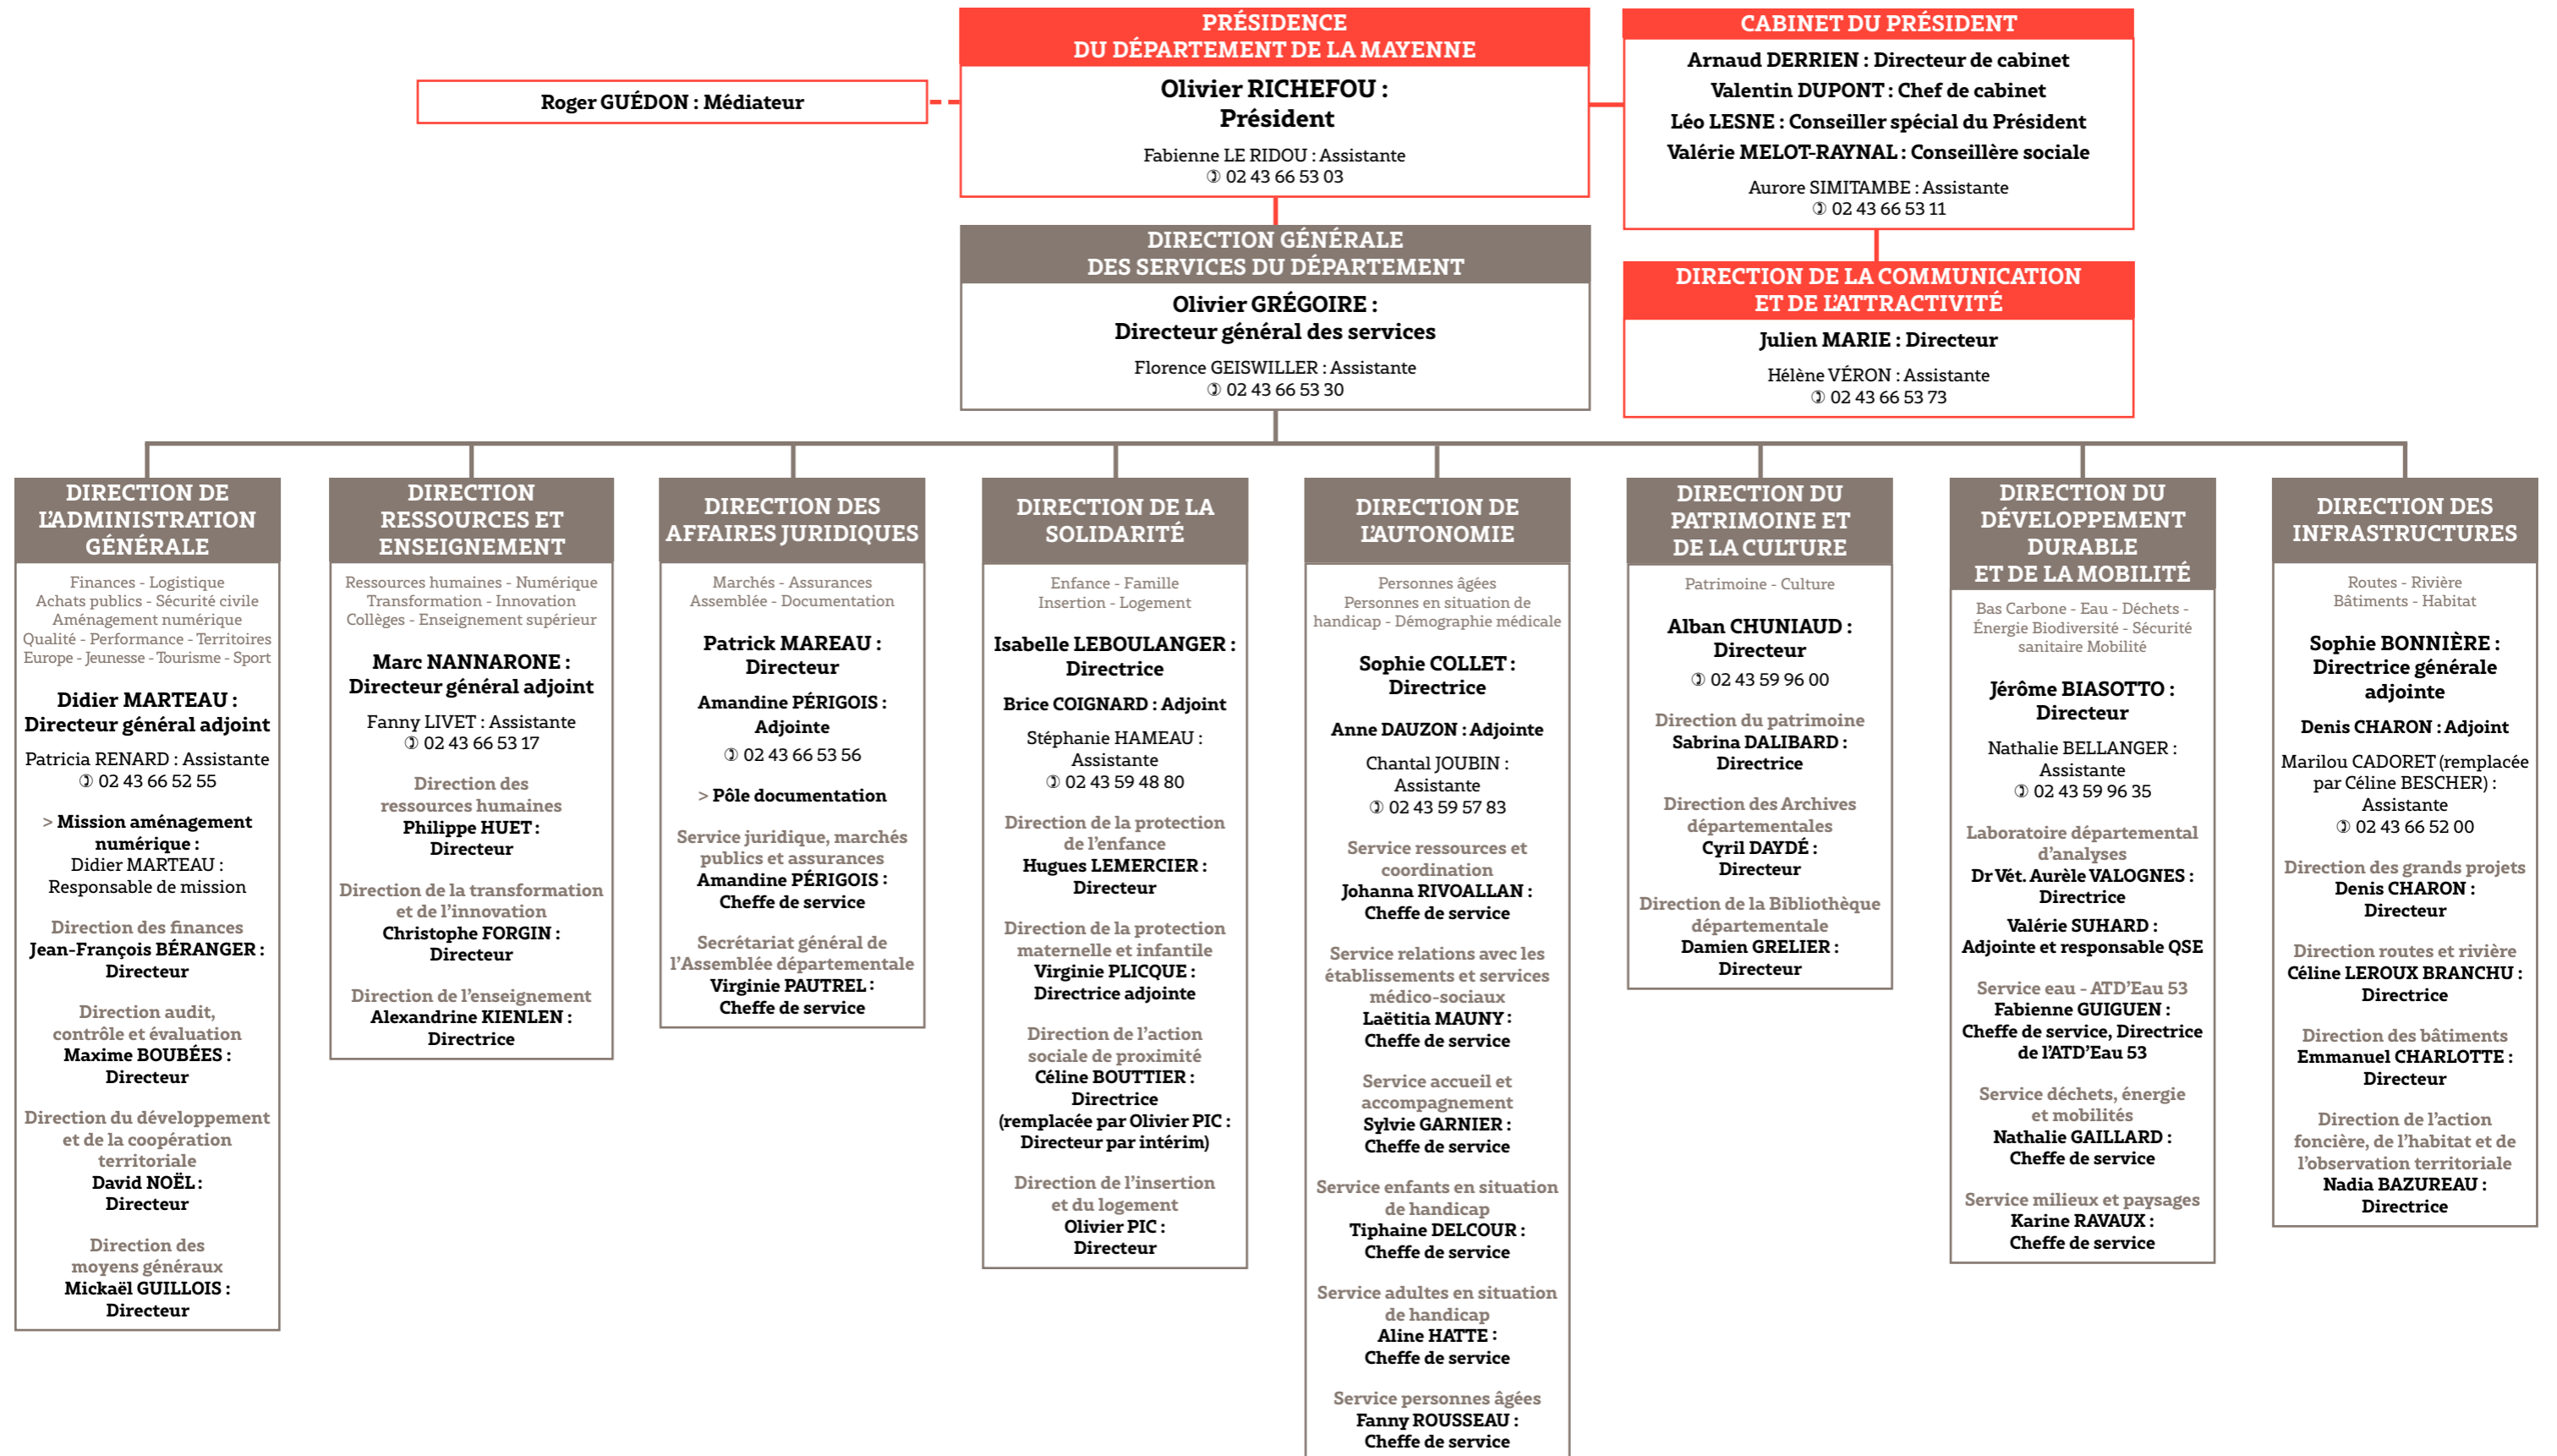 PRÉSIDENCE
DU DÉPARTEMENT DE LA MAYENNE
Olivier RICHEFOU :
Président
Fabienne LE RIDOU : Assistante
✆ 02 43 66 53 03
Roger GUÉDON : Médiateur
CABINET DU PRÉSIDENT
Arnaud DERRIEN : Directeur de cabinet
Valentin DUPONT : Chef de cabinet
Léo LESNE : Conseiller spécial du Président
Valérie MELOT-RAYNAL : Conseillère sociale
Aurore SIMITAMBE : Assistante
✆ 02 43 66 53 11
DIRECTION GÉNÉRALE
DES SERVICES DU DÉPARTEMENT
Olivier GRÉGOIRE :
Directeur général des services
Florence GEISWILLER : Assistante
✆ 02 43 66 53 30
DIRECTION DE LA COMMUNICATION
ET DE L'ATTRACTIVITÉ
Julien MARIE : Directeur
Hélène VÉRON : Assistante
✆ 02 43 66 53 73
DIRECTION DE
L'ADMINISTRATION
GÉNÉRALE
Finances - Logistique
Achats publics - Sécurité civile
Aménagement numérique
Qualité - Performance - Territoires
Europe - Jeunesse - Tourisme - Sport
Didier MARTEAU :
Directeur général adjoint
Patricia RENARD : Assistante
✆ 02 43 66 52 55
> Mission aménagement
numérique :
Didier MARTEAU :
Responsable de mission
Direction des finances
Jean-François BÉRANGER :
Directeur
Direction audit,
contrôle et évaluation
Maxime BOUBÉES :
Directeur
Direction du développement
et de la coopération
territoriale
David NOËL :
Directeur
Direction des
moyens généraux
Mickaël GUILLOIS :
Directeur
DIRECTION
RESSOURCES ET
ENSEIGNEMENT
Ressources humaines - Numérique
Transformation - Innovation
Collèges - Enseignement supérieur
Marc NANNARONE :
Directeur général adjoint
Fanny LIVET : Assistante
✆ 02 43 66 53 17
Direction des
ressources humaines
Philippe HUET :
Directeur
Direction de la transformation
et de l'innovation
Christophe FORGIN :
Directeur
Direction de l'enseignement
Alexandrine KIENLEN :
Directrice
DIRECTION DES
AFFAIRES JURIDIQUES
Marchés - Assurances
Assemblée - Documentation
Patrick MAREAU :
Directeur
Amandine PÉRIGOIS :
Adjointe
✆ 02 43 66 53 56
> Pôle documentation
Service juridique, marchés
publics et assurances
Amandine PÉRIGOIS :
Cheffe de service
Secrétariat général de
l'Assemblée départementale
Virginie PAUTREL :
Cheffe de service
DIRECTION DE LA
SOLIDARITÉ
Enfance - Famille
Insertion - Logement
Isabelle LEBOULANGER :
Directrice
Brice COIGNARD : Adjoint
Stéphanie HAMEAU :
Assistante
✆ 02 43 59 48 80
Direction de la protection
de l'enfance
Hugues LEMERCIER :
Directeur
Direction de la protection
maternelle et infantile
Virginie PLICQUE :
Directrice adjointe
Direction de l'action
sociale de proximité
Céline BOUTTIER :
Directrice
(remplacée par Olivier PIC :
Directeur par intérim)
Direction de l'insertion
et du logement
Olivier PIC :
Directeur
DIRECTION DE
L'AUTONOMIE
Personnes âgées
Personnes en situation de
handicap - Démographie médicale
Sophie COLLET :
Directrice
Anne DAUZON : Adjointe
Chantal JOUBIN :
Assistante
✆ 02 43 59 57 83
Service ressources et
coordination
Johanna RIVOALLAN :
Cheffe de service
Service relations avec les
établissements et services
médico-sociaux
Laëtitia MAUNY :
Cheffe de service
Service accueil et
accompagnement
Sylvie GARNIER :
Cheffe de service
Service enfants en situation
de handicap
Tiphaine DELCOUR :
Cheffe de service
Service adultes en situation
de handicap
Aline HATTE :
Cheffe de service
Service personnes âgées
Fanny ROUSSEAU :
Cheffe de service
DIRECTION DU
PATRIMOINE ET
DE LA CULTURE
Patrimoine - Culture
Alban CHUNIAUD :
Directeur
✆ 02 43 59 96 00
Direction du patrimoine
Sabrina DALIBARD :
Directrice
Direction des Archives
départementales
Cyril DAYDÉ :
Directeur
Direction de la Bibliothèque
départementale
Damien GRELIER :
Directeur
DIRECTION DU
DÉVELOPPEMENT
DURABLE
ET DE LA MOBILITÉ
Bas Carbone - Eau - Déchets -
Énergie Biodiversité - Sécurité
sanitaire Mobilité
Jérôme BIASOTTO :
Directeur
Nathalie BELLANGER :
Assistante
✆ 02 43 59 96 35
Laboratoire départemental
d'analyses
Dr Vét. Aurèle VALOGNES :
Directrice
Valérie SUHARD :
Adjointe et responsable QSE
Service eau - ATD'Eau 53
Fabienne GUIGUEN :
Cheffe de service, Directrice
de l'ATD'Eau 53
Service déchets, énergie
et mobilités
Nathalie GAILLARD :
Cheffe de service
Service milieux et paysages
Karine RAVAUX :
Cheffe de service
DIRECTION DES
INFRASTRUCTURES
Routes - Rivière
Bâtiments - Habitat
Sophie BONNIÈRE :
Directrice générale
adjointe
Denis CHARON : Adjoint
Marilou CADORET (remplacée
par Céline BESCHER) :
Assistante
✆ 02 43 66 52 00
Direction des grands projets
Denis CHARON :
Directeur
Direction routes et rivière
Céline LEROUX BRANCHU :
Directrice
Direction des bâtiments
Emmanuel CHARLOTTE :
Directeur
Direction de l'action
foncière, de l'habitat et de
l'observation territoriale
Nadia BAZUREAU :
Directrice